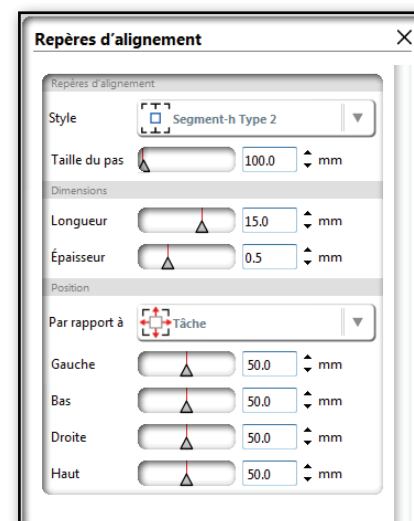 Repères d’alignement
Repères d'alignement
Style Segment-h Type 2
Taille du pas 100.0 mm
Dimensions
Longueur 15.0 mm
Épaisseur 0.5 mm
Position
Par rapport à Tâche
Gauche 50.0 mm
Bas 50.0 mm
Droite 50.0 mm
Haut 50.0 mm